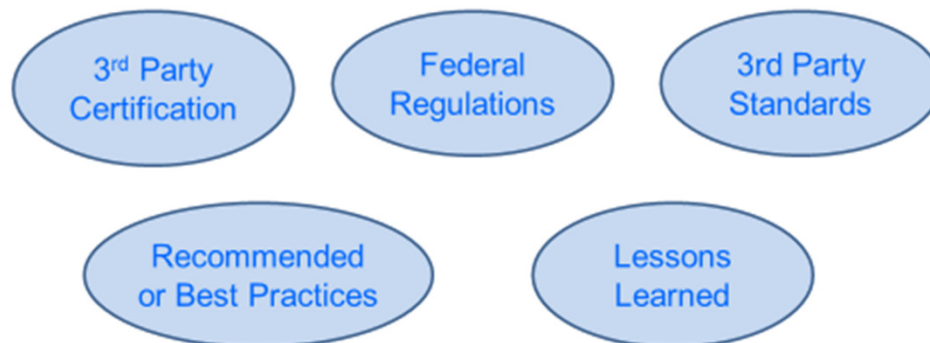 3rd Party
Certification
Federal
Regulations
3rd Party
Standards
Recommended
or Best Practices
Lessons
Learned